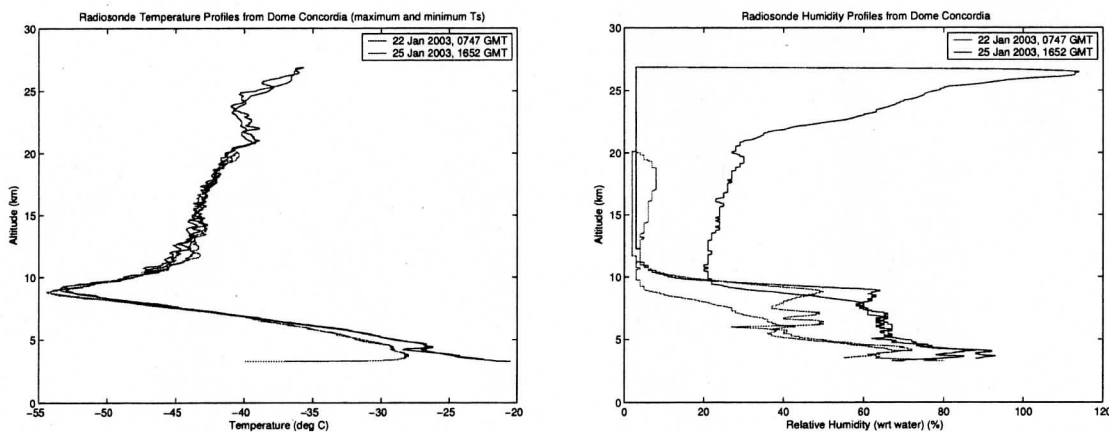 Radiosonde Temperature Profiles from Dome Concordia (maximum and minimum Ts)
30
25
20
15
10
5
0
Altitude (km)
22 Jan 2003, 0747 GMT
25 Jan 2003, 1652 GMT
−55 −50 −45 −40 −35 −30 −25 −20
Temperature (deg C)
Radiosonde Humidity Profiles from Dome Concordia
30
25
20
15
10
5
0
Altitude (km)
22 Jan 2003, 0747 GMT
25 Jan 2003, 1652 GMT
0 20 40 60 80 100 120
Relative Humidity (wrt water) (%)